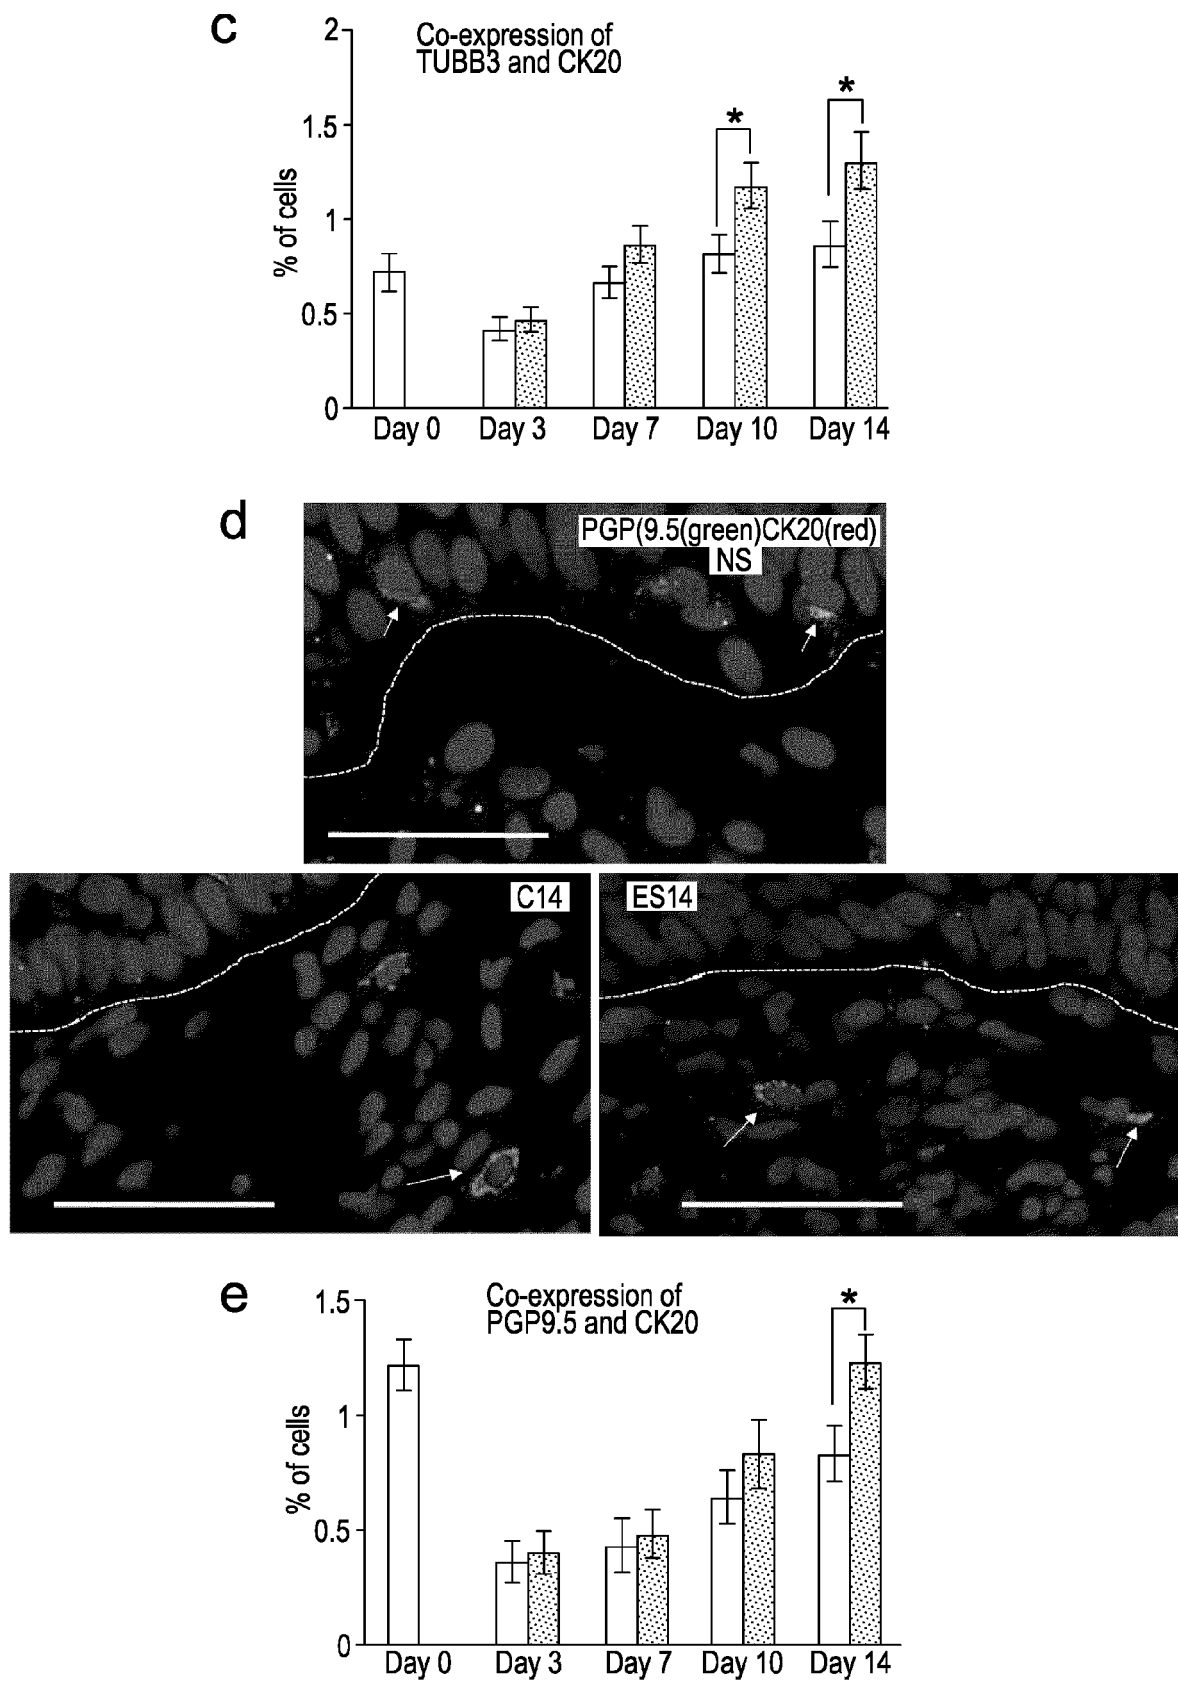 c
Co-expression of
TUBB3 and CK20
2
1.5
1
0.5
0
% of cells
*
*
Day 0 Day 3 Day 7 Day 10 Day 14
d
PGP(9.5(green)CK20(red)
NS
C14
ES14
e
Co-expression of
PGP9.5 and CK20
1.5
1
0.5
0
% of cells
*
Day 0 Day 3 Day 7 Day 10 Day 14